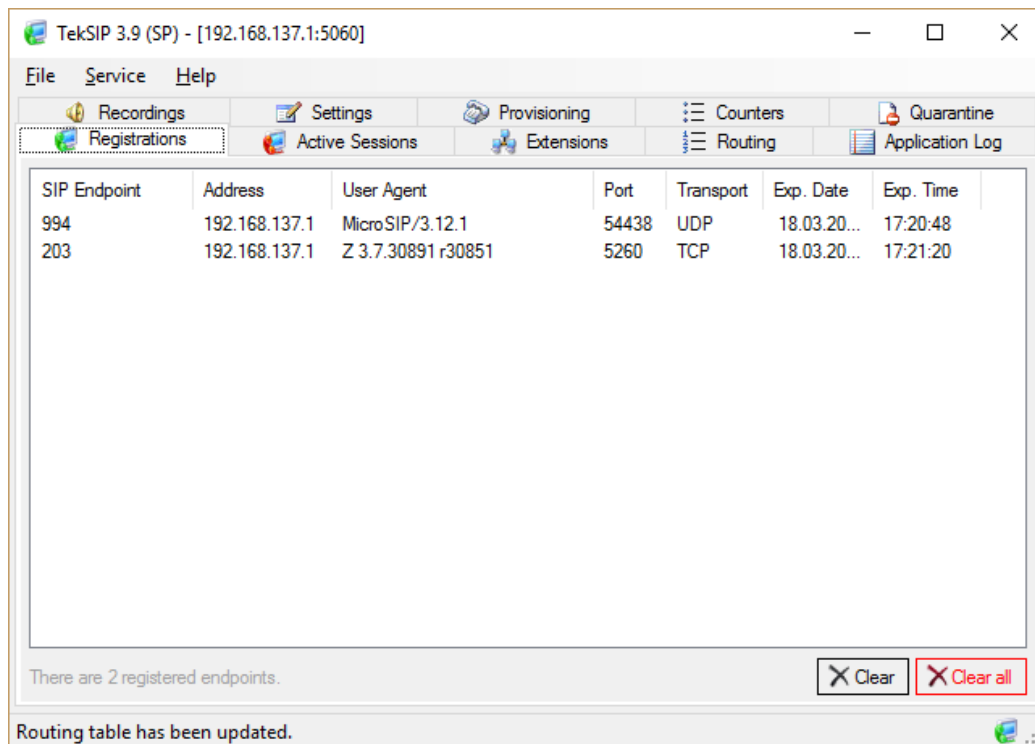 TekSIP 3.9 (SP) - [192.168.137.1:5060]
File Service Help
Recordings Settings Provisioning Counters Quarantine
Registrations Active Sessions Extensions Routing Application Log
SIP Endpoint Address User Agent Port Transport Exp. Date Exp. Time
994 192.168.137.1 MicroSIP/3.12.1 54438 UDP 18.03.20... 17:20:48
203 192.168.137.1 Z 3.7.30891 r30851 5260 TCP 18.03.20... 17:21:20
There are 2 registered endpoints. Clear Clear all
Routing table has been updated.